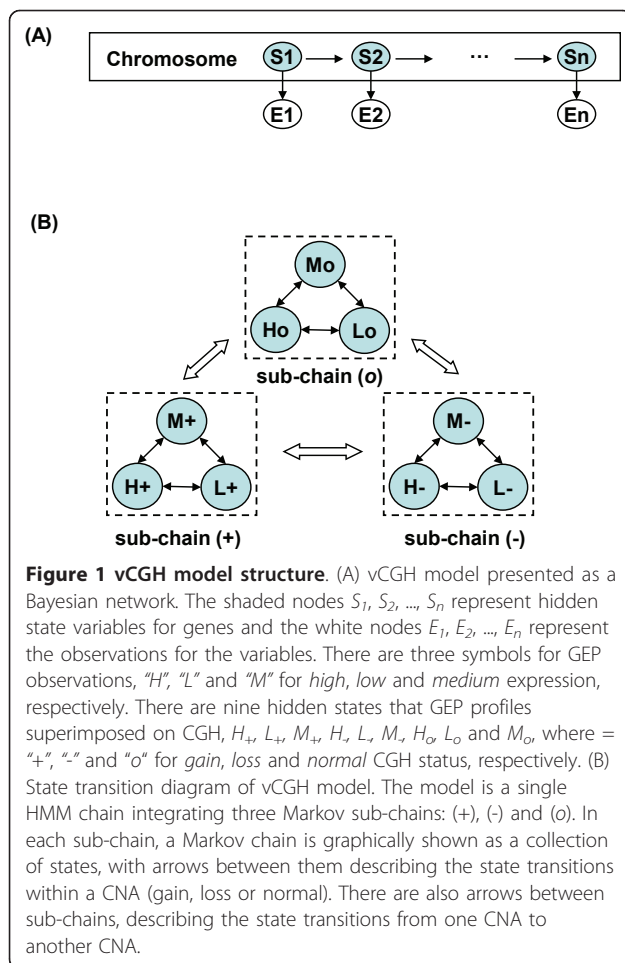 (A)
Chromosome S1 S2 ... Sn
E1 E2 En
(B)
Mo
Ho Lo
sub-chain (o)
M+ M-
H+ L+ H- L-
sub-chain (+) sub-chain (-)
Figure 1 vCGH model structure. (A) vCGH model presented as a
Bayesian network. The shaded nodes S1, S2, ..., Sn represent hidden
state variables for genes and the white nodes E1, E2, ..., En represent
the observations for the variables. There are three symbols for GEP
observations, "H", "L" and "M" for high, low and medium expression,
respectively. There are nine hidden states that GEP profiles
superimposed on CGH, H+, L+, M+, H-, L-, M-, Ho, Lo and Mo, where =
"+", "-" and "o" for gain, loss and normal CGH status, respectively. (B)
State transition diagram of vCGH model. The model is a single
HMM chain integrating three Markov sub-chains: (+), (-) and (o). In
each sub-chain, a Markov chain is graphically shown as a collection
of states, with arrows between them describing the state transitions
within a CNA (gain, loss or normal). There are also arrows between
sub-chains, describing the state transitions from one CNA to
another CNA.